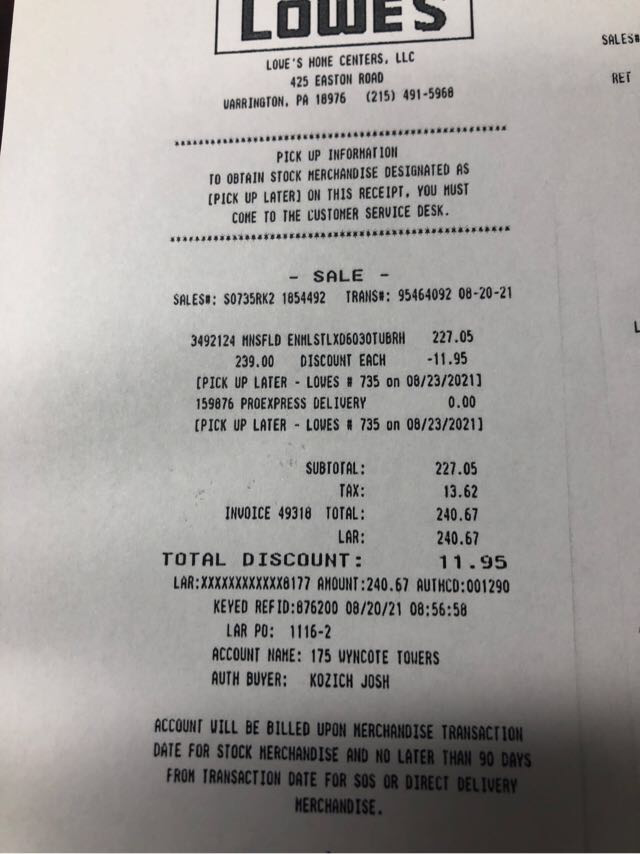 LOWE'S
LOWE'S HOME CENTERS, LLC
425 EASTON ROAD
WARRINGTON, PA 18976 (215) 491-5968
****************************************************
PICK UP INFORMATION
TO OBTAIN STOCK MERCHANDISE DESIGNATED AS
[PICK UP LATER] ON THIS RECEIPT, YOU MUST
COME TO THE CUSTOMER SERVICE DESK.
****************************************************
- SALE -
SALES#: S0735RK2 1854492 TRANS#: 95464092 08-20-21
3492124 MNSFLD ENMLSTLXD6030TUBRH 227.05
239.00 DISCOUNT EACH -11.95
[PICK UP LATER - LOWES # 735 on 08/23/2021]
159876 PROEXPRESS DELIVERY 0.00
[PICK UP LATER - LOWES # 735 on 08/23/2021]
SUBTOTAL: 227.05
TAX: 13.62
INVOICE 49318 TOTAL: 240.67
LAR: 240.67
TOTAL DISCOUNT: 11.95
LAR:XXXXXXXXXXXX8177 AMOUNT:240.67 AUTHCD:001290
KEYED REFID:876200 08/20/21 08:56:58
LAR PO: 1116-2
ACCOUNT NAME: 175 WYNCOTE TOWERS
AUTH BUYER: KOZICH JOSH
ACCOUNT WILL BE BILLED UPON MERCHANDISE TRANSACTION
DATE FOR STOCK MERCHANDISE AND NO LATER THAN 90 DAYS
FROM TRANSACTION DATE FOR SOS OR DIRECT DELIVERY
MERCHANDISE.
SALES#
RET